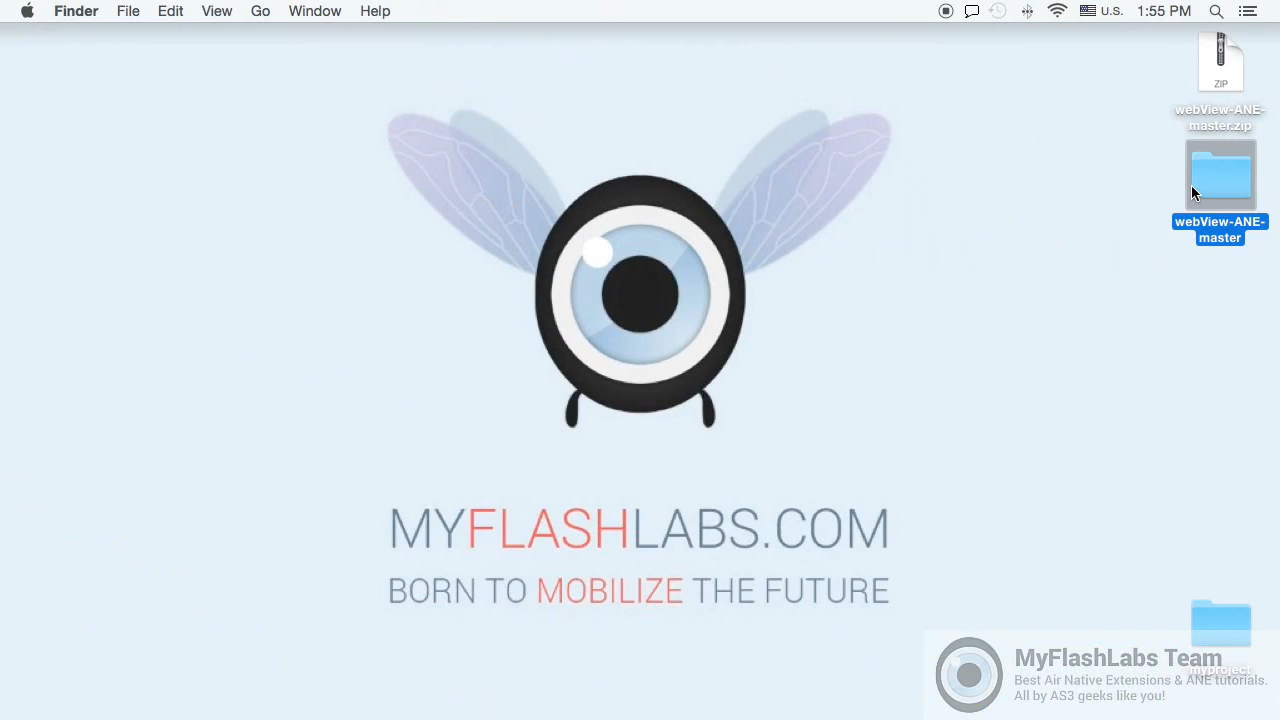 Finder File Edit View Go Window Help U.S. 1:55 PM
ZIP
webView-ANE-
master.zip
webView-ANE-
master
MYFLASHLABS.COM
BORN TO MOBILIZE THE FUTURE
myproject
MyFlashLabs Team
Best Air Native Extensions & ANE tutorials.
All by AS3 geeks like you!